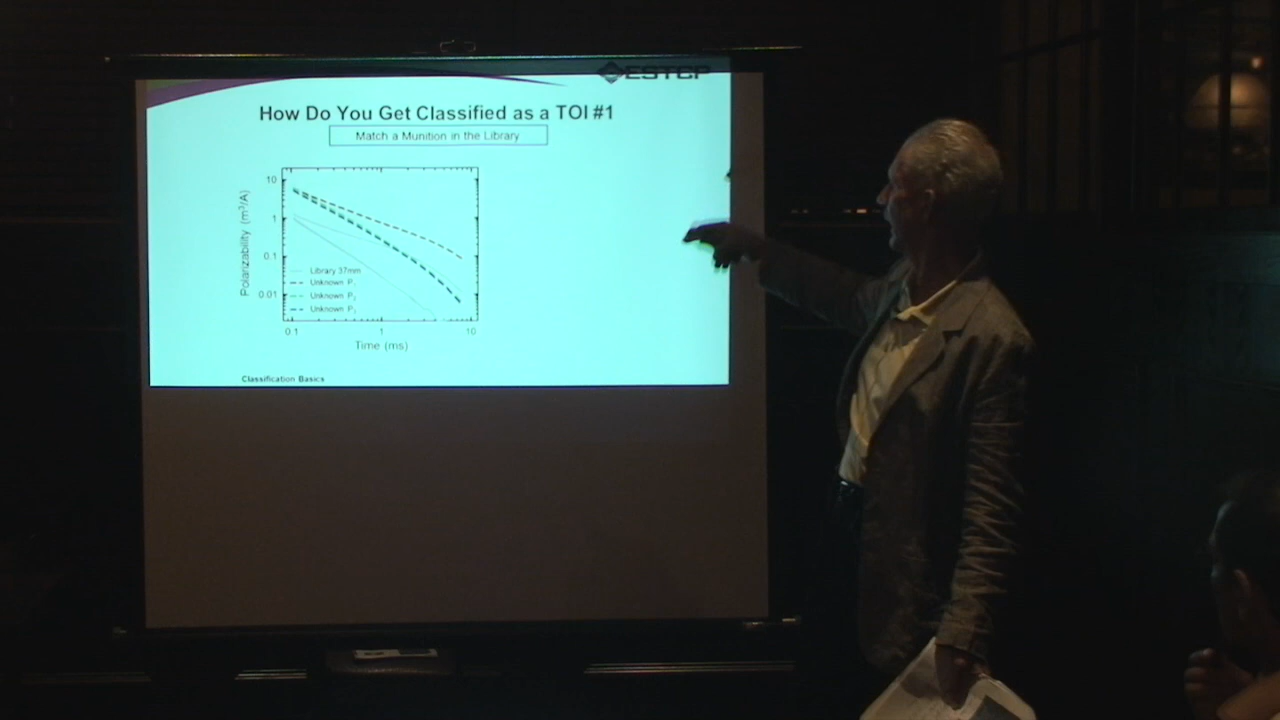 ESTCP
How Do You Get Classified as a TOI #1
Match a Munition in the Library
Polarizability (m³/A)
10
1
0.1
0.01
Library 37mm
Unknown P₁
Unknown P₂
Unknown P₃
0.1 1 10
Time (ms)
Classification Basics